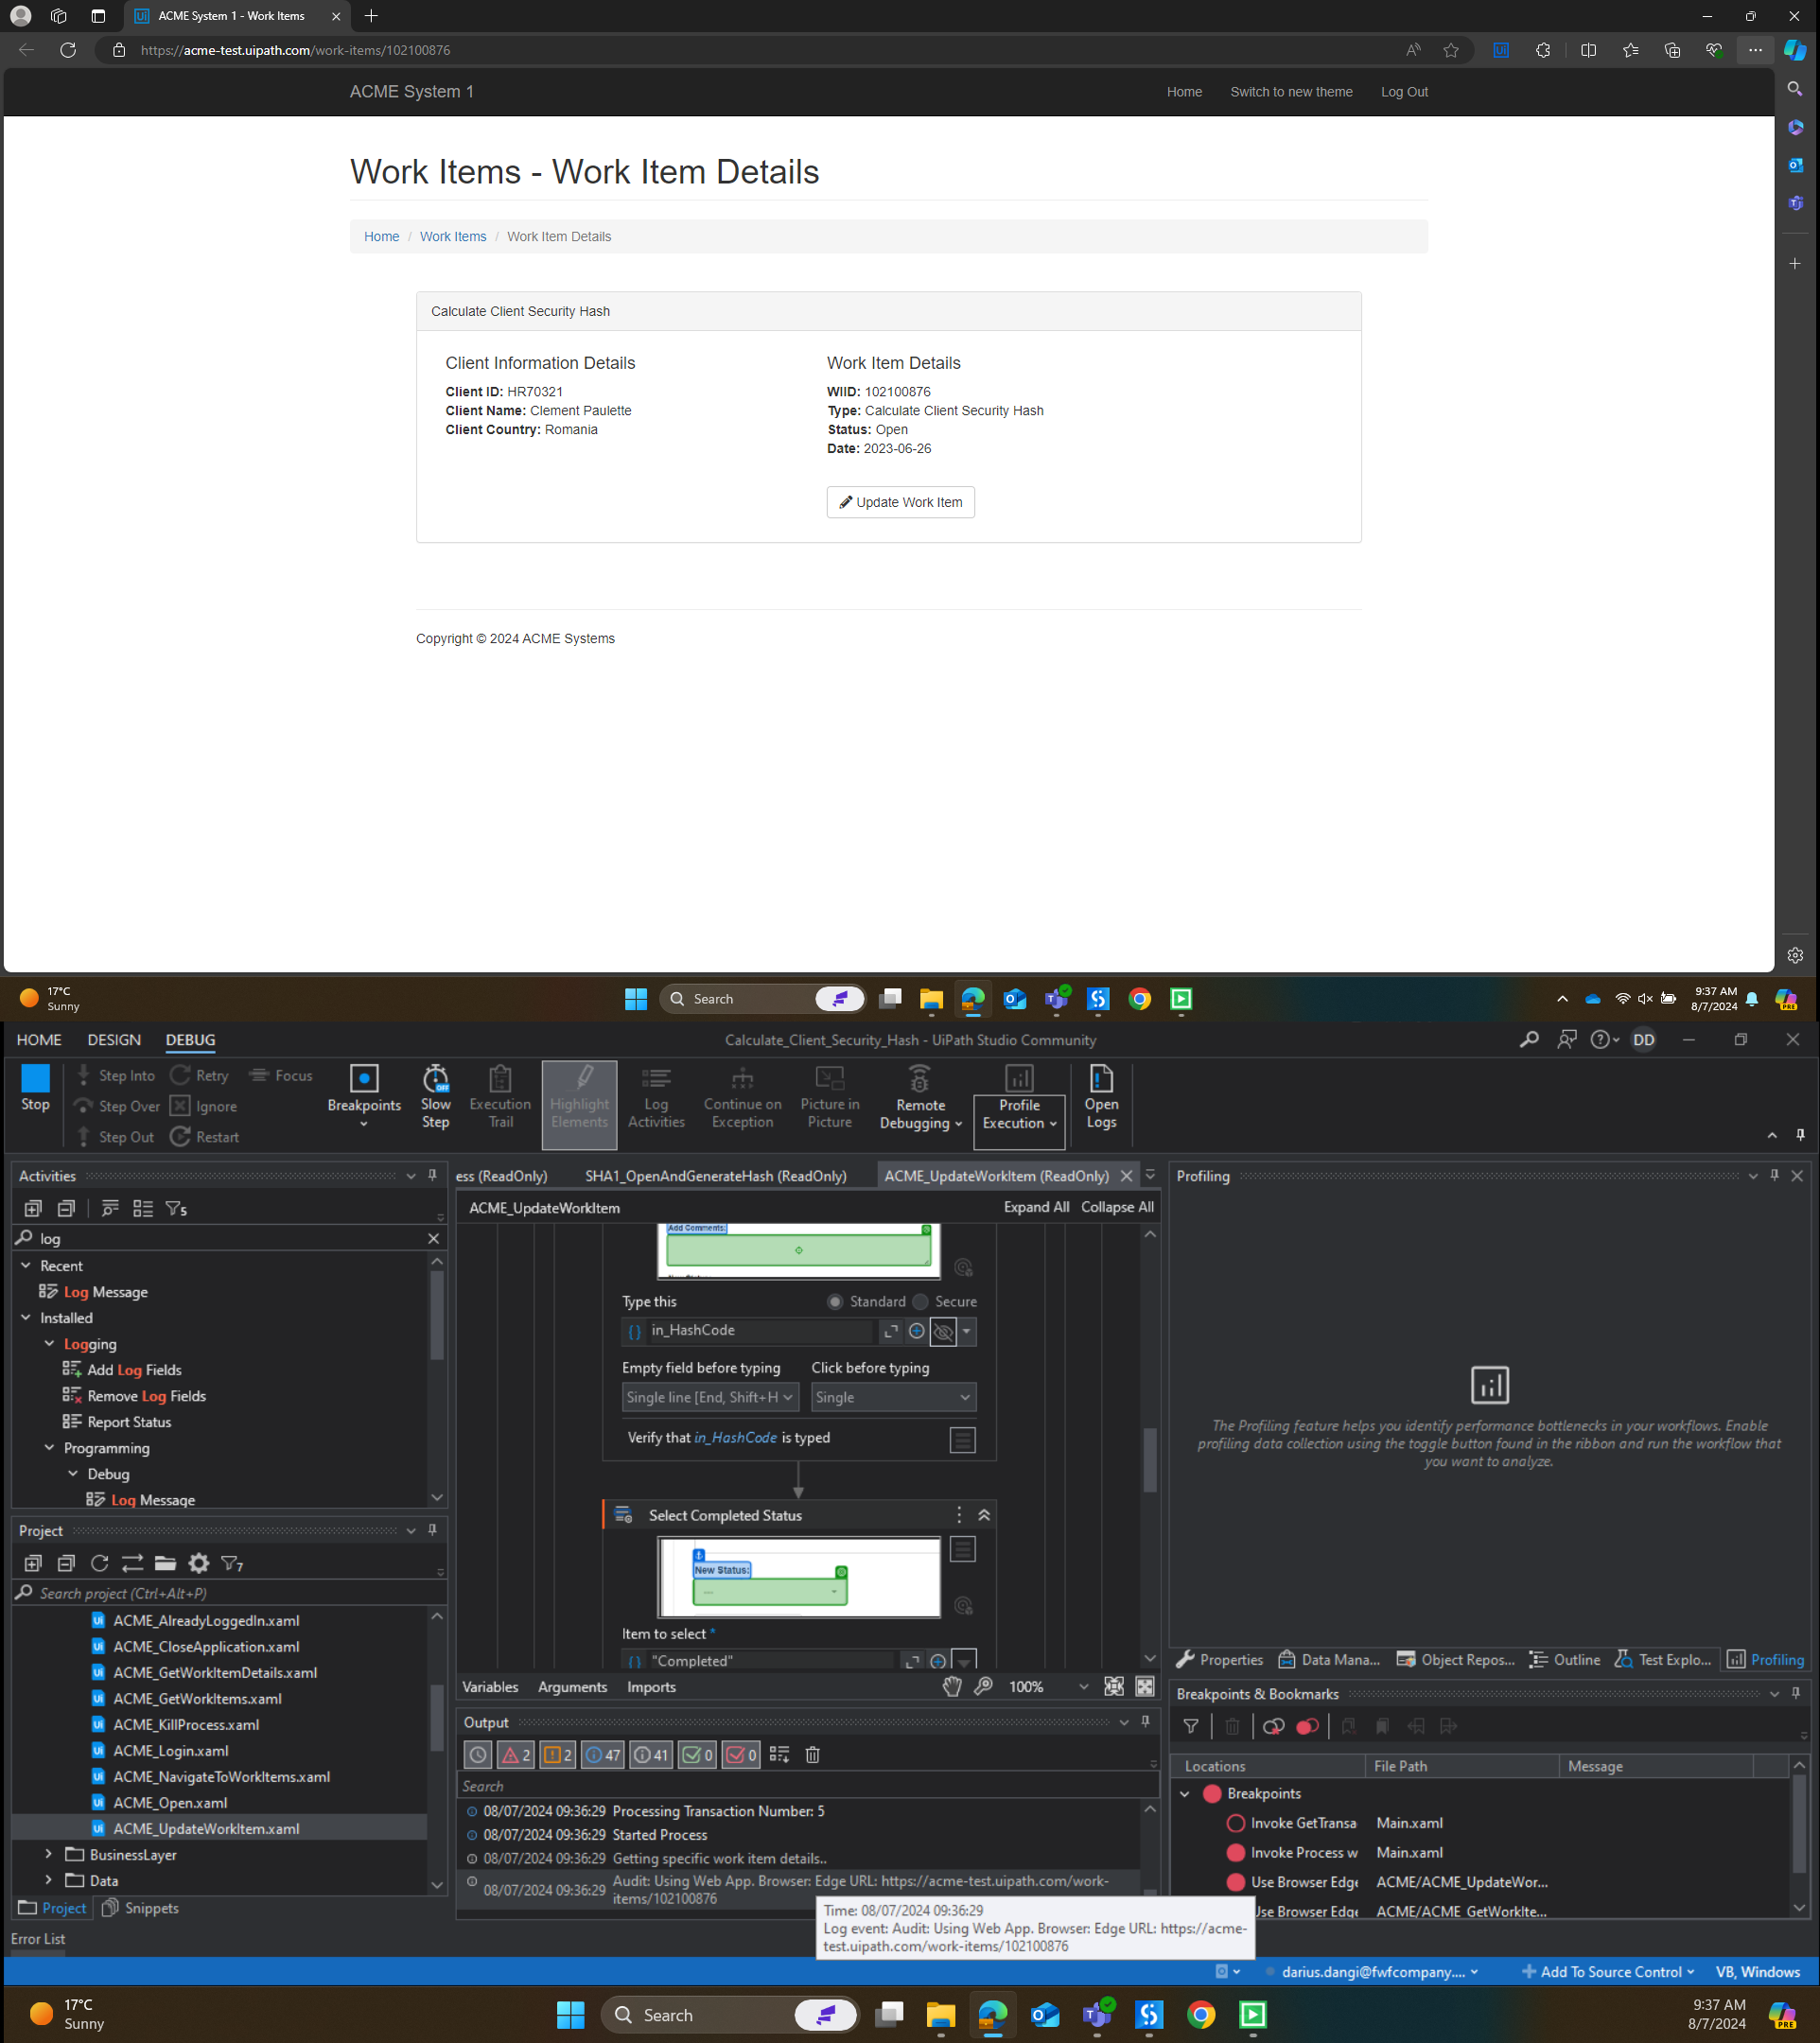 ACME System 1 - Work Items
https://acme-test.uipath.com/work-items/102100876
ACME System 1
Home
Switch to new theme
Log Out
Work Items - Work Item Details
Home / Work Items / Work Item Details
Calculate Client Security Hash
Client Information Details
Client ID: HR70321
Client Name: Clement Paulette
Client Country: Romania
Work Item Details
WIID: 102100876
Type: Calculate Client Security Hash
Status: Open
Date: 2023-06-26
Update Work Item
Copyright © 2024 ACME Systems
17°C
Sunny
Search
9:37 AM
8/7/2024
HOME DESIGN DEBUG
Calculate_Client_Security_Hash - UiPath Studio Community
DD
Stop
Step Into
Step Over
Step Out
Retry
Ignore
Restart
Focus
Breakpoints
Slow
Step
Execution
Trail
Highlight
Elements
Log
Activities
Continue on
Exception
Picture in
Picture
Remote
Debugging
Profile
Execution
Open
Logs
Activities
log
Recent
Log Message
Installed
Logging
Add Log Fields
Remove Log Fields
Report Status
Programming
Debug
Log Message
Project
Search project (Ctrl+Alt+P)
ACME_AlreadyLoggedIn.xaml
ACME_CloseApplication.xaml
ACME_GetWorkItemDetails.xaml
ACME_GetWorkItems.xaml
ACME_KillProcess.xaml
ACME_Login.xaml
ACME_NavigateToWorkItems.xaml
ACME_Open.xaml
ACME_UpdateWorkItem.xaml
BusinessLayer
Data
Project
Snippets
Error List
ess (ReadOnly)
SHA1_OpenAndGenerateHash (ReadOnly)
ACME_UpdateWorkItem (ReadOnly)
ACME_UpdateWorkItem
Expand All
Collapse All
Add Comments:
Type this
Standard
Secure
in_HashCode
Empty field before typing
Click before typing
Single line [End, Shift+H
Single
Verify that in_HashCode is typed
Select Completed Status
New Status:
Item to select *
"Completed"
Variables
Arguments
Imports
100%
Output
2
2
47
41
0
0
Search
08/07/2024 09:36:29 Processing Transaction Number: 5
08/07/2024 09:36:29 Started Process
08/07/2024 09:36:29 Getting specific work item details..
08/07/2024 09:36:29 Audit: Using Web App. Browser: Edge URL: https://acme-test.uipath.com/work-
items/102100876
Time: 08/07/2024 09:36:29
Log event: Audit: Using Web App. Browser: Edge URL: https://acme-
test.uipath.com/work-items/102100876
Profiling
The Profiling feature helps you identify performance bottlenecks in your workflows. Enable
profiling data collection using the toggle button found in the ribbon and run the workflow that
you want to analyze.
Properties
Data Mana...
Object Repos...
Outline
Test Explo...
Profiling
Breakpoints & Bookmarks
Locations
File Path
Message
Breakpoints
Invoke GetTransa
Main.xaml
Invoke Process w
Main.xaml
Use Browser Edge
ACME/ACME_UpdateWor...
Use Browser Edge
ACME/ACME_GetWorkIte...
darius.dangi@fwfcompany....
Add To Source Control
VB, Windows
17°C
Sunny
Search
9:37 AM
8/7/2024